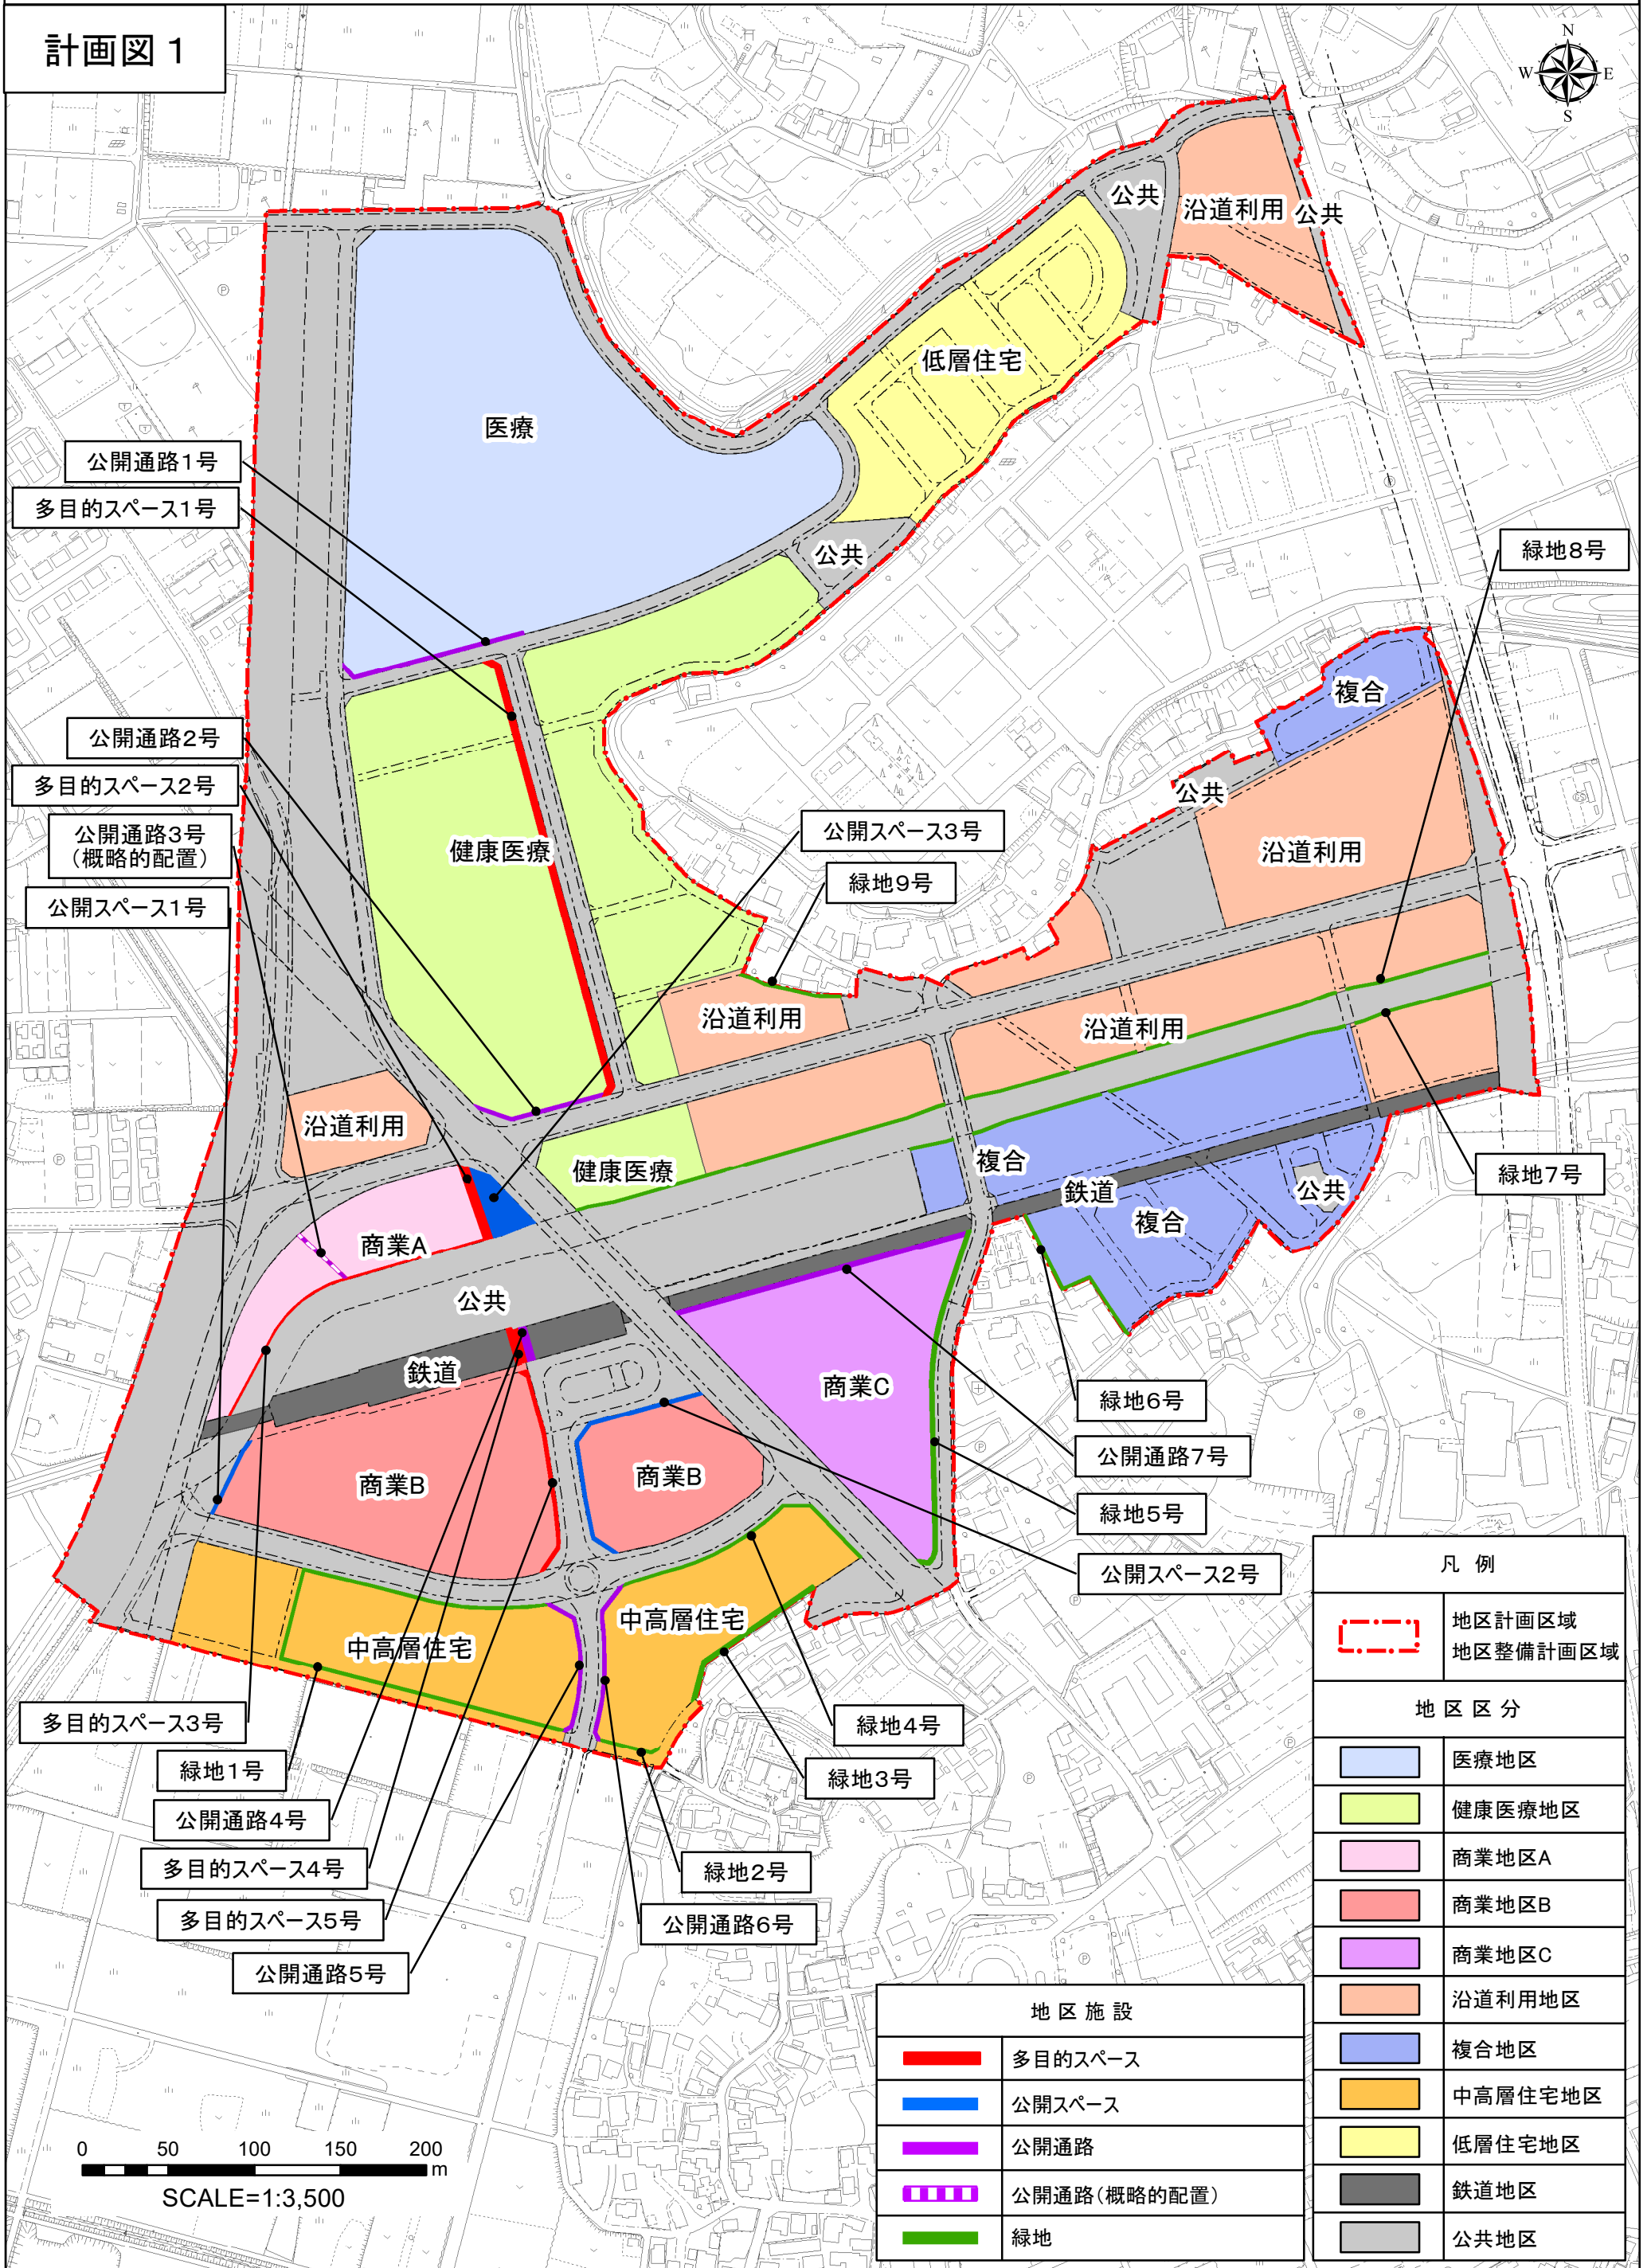 計画図 1
N
W E
S
公共
沿道利用
公共
低層住宅
医療
公開通路1号
多目的スペース1号
緑地8号
公共
複合
公開通路2号
多目的スペース2号
公共
公開通路3号
(概略的配置)
公開スペース3号
健康医療
沿道利用
緑地9号
公開スペース1号
沿道利用
沿道利用
沿道利用
健康医療
複合
緑地7号
鉄道
公共
複合
商業A
公共
鉄道
商業C
緑地6号
公開通路7号
商業B
商業B
緑地5号
公開スペース2号
中高層住宅
中高層住宅
多目的スペース3号
緑地4号
緑地1号
緑地3号
公開通路4号
多目的スペース4号
緑地2号
多目的スペース5号
公開通路6号
公開通路5号
凡 例
地区計画区域
地区整備計画区域
地 区 区 分
医療地区
健康医療地区
商業地区A
商業地区B
商業地区C
沿道利用地区
複合地区
中高層住宅地区
低層住宅地区
鉄道地区
公共地区
地 区 施 設
多目的スペース
公開スペース
公開通路
公開通路(概略的配置)
緑地
0 50 100 150 200
m
SCALE=1:3,500